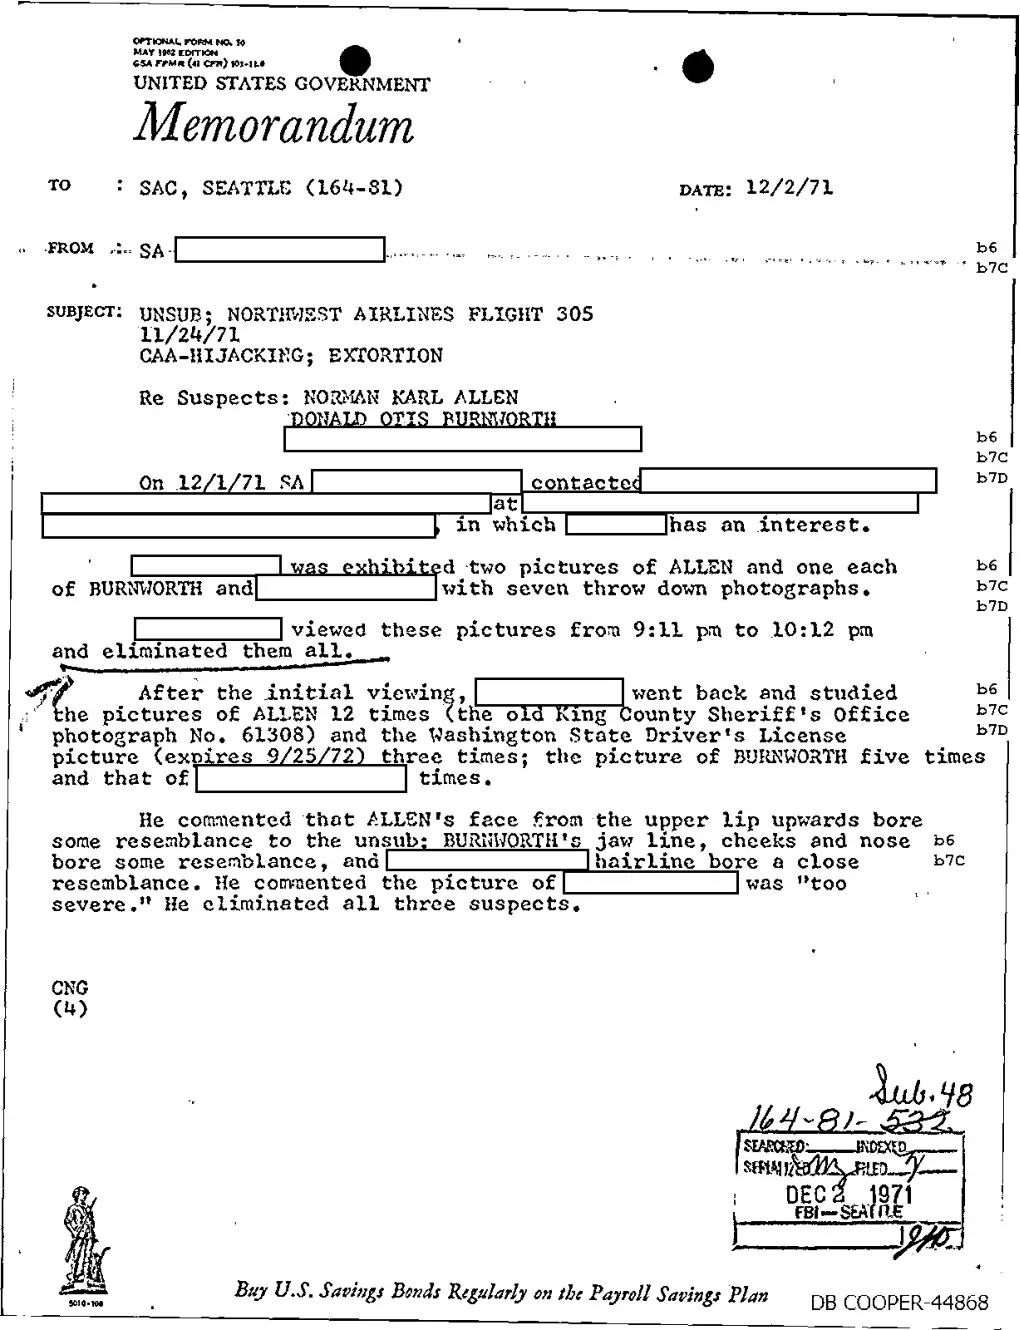 OPTIONAL FORM NO. 10
MAY 1962 EDITION
GSA FPMR (41 CFR) 101-11.6
UNITED STATES GOVERNMENT
Memorandum
TO : SAC, SEATTLE (164-81) DATE: 12/2/71
FROM : SA b6
b7C
SUBJECT: UNSUB; NORTHWEST AIRLINES FLIGHT 305
11/24/71
CAA-HIJACKING; EXTORTION
Re Suspects: NORMAN KARL ALLEN
DONALD OTIS BURNWORTH
b6
b7C
On 12/1/71 SA contacted b7D
at
, in which has an interest.
was exhibited two pictures of ALLEN and one each b6
of BURNWORTH and with seven throw down photographs. b7C
b7D
viewed these pictures from 9:11 pm to 10:12 pm
and eliminated them all.
After the initial viewing, went back and studied b6
the pictures of ALLEN 12 times (the old King County Sheriff's Office b7C
photograph No. 61308) and the Washington State Driver's License b7D
picture (expires 9/25/72) three times; the picture of BURNWORTH five times
and that of times.
He commented that ALLEN's face from the upper lip upwards bore
some resemblance to the unsub; BURNWORTH's jaw line, cheeks and nose b6
bore some resemblance, and hairline bore a close b7C
resemblance. He commented the picture of was "too
severe." He eliminated all three suspects.
CNG
(4)
Sub. 48
164-81-532
SEARCHED INDEXED
SERIALIZED FILED
DEC 2 1971
FBI—SEATTLE
5010-108
Buy U.S. Savings Bonds Regularly on the Payroll Savings Plan
DB COOPER-44868